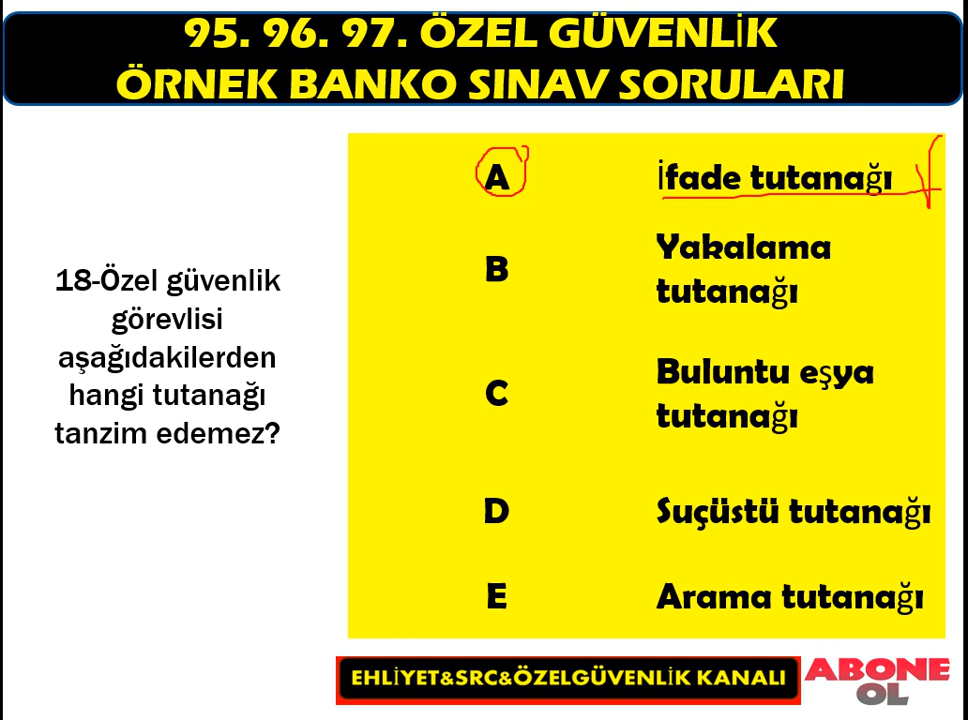 95. 96. 97. ÖZEL GÜVENLİK
ÖRNEK BANKO SINAV SORULARI
18-Özel güvenlik
görevlisi
aşağıdakilerden
hangi tutanağı
tanzim edemez?
A İfade tutanağı
B Yakalama
tutanağı
C Buluntu eşya
tutanağı
D Suçüstü tutanağı
E Arama tutanağı
EHLİYET&SRC&ÖZELGÜVENLİK KANALI
ABONE
OL